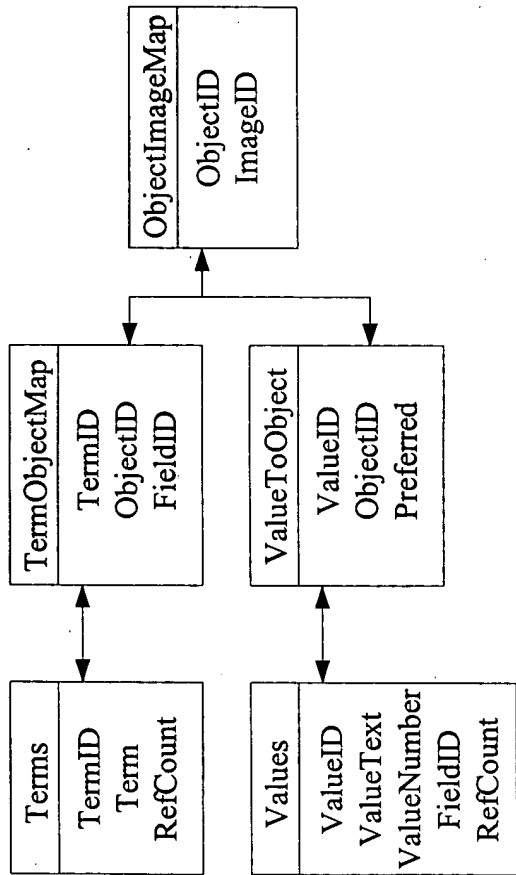 Terms
TermID
Term
RefCount
TermObjectMap
TermID
ObjectID
FieldID
ObjectImageMap
ObjectID
ImageID
Values
ValueID
ValueText
ValueNumber
FieldID
RefCount
ValueToObject
ValueID
ObjectID
Preferred